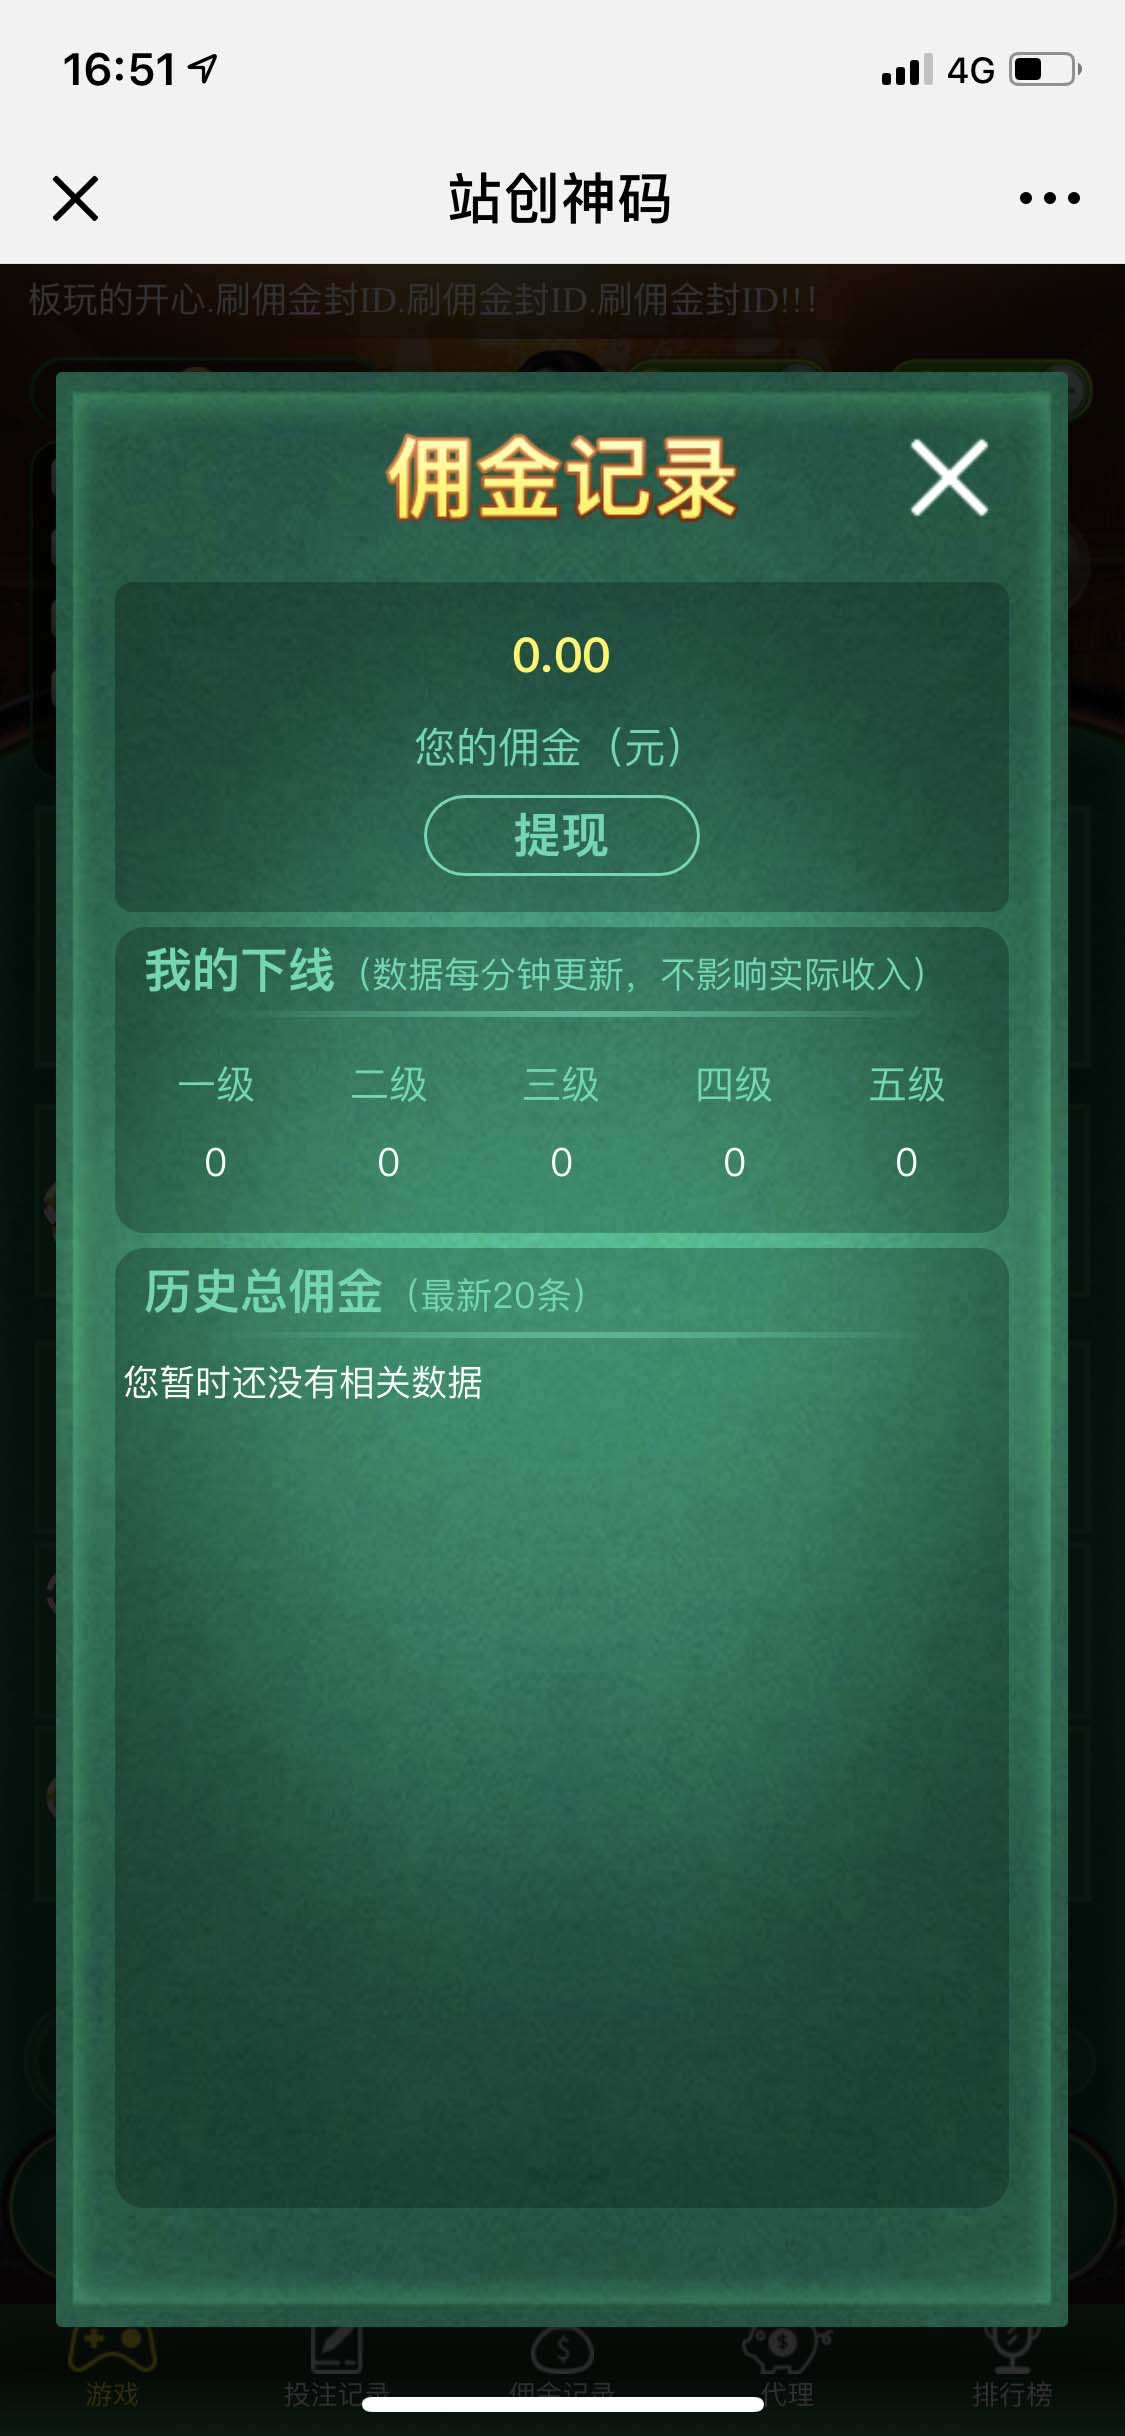 16:51
4G
站创神码
板玩的开心.刷佣金封ID.刷佣金封ID.刷佣金封ID!!!
佣金记录
0.00
您的佣金（元）
提现
我的下线（数据每分钟更新，不影响实际收入）
一级 二级 三级 四级 五级
0 0 0 0 0
历史总佣金（最新20条）
您暂时还没有相关数据
游戏 投注记录 佣金记录 代理 排行榜